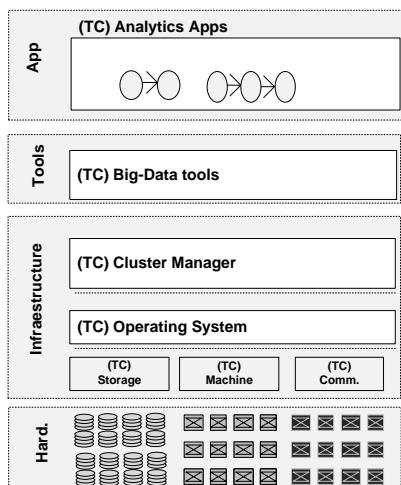 App
(TC) Analytics Apps
Tools
(TC) Big-Data tools
Infraestructure
(TC) Cluster Manager
(TC) Operating System
(TC)
Storage
(TC)
Machine
(TC)
Comm.
Hard.